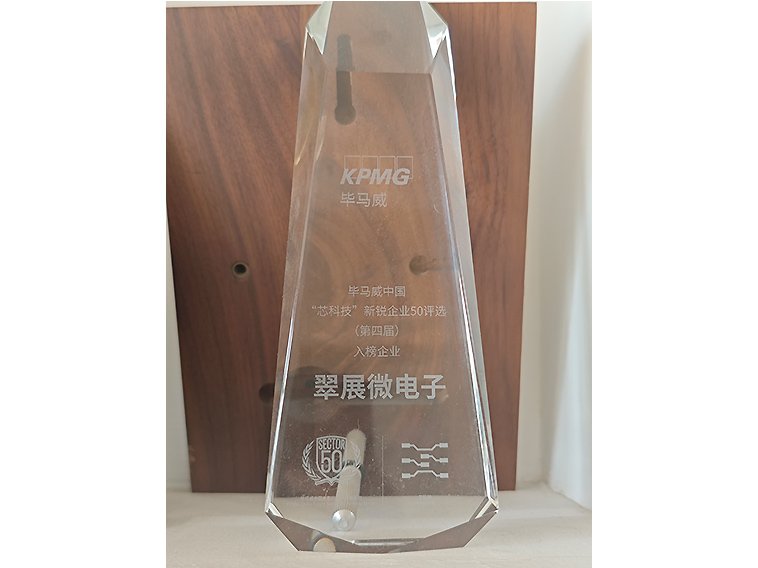 KPMG
毕马威
毕马威中国
“芯科技”新锐企业50评选
（第四届）
入榜企业
翠展微电子
SECTOR
50